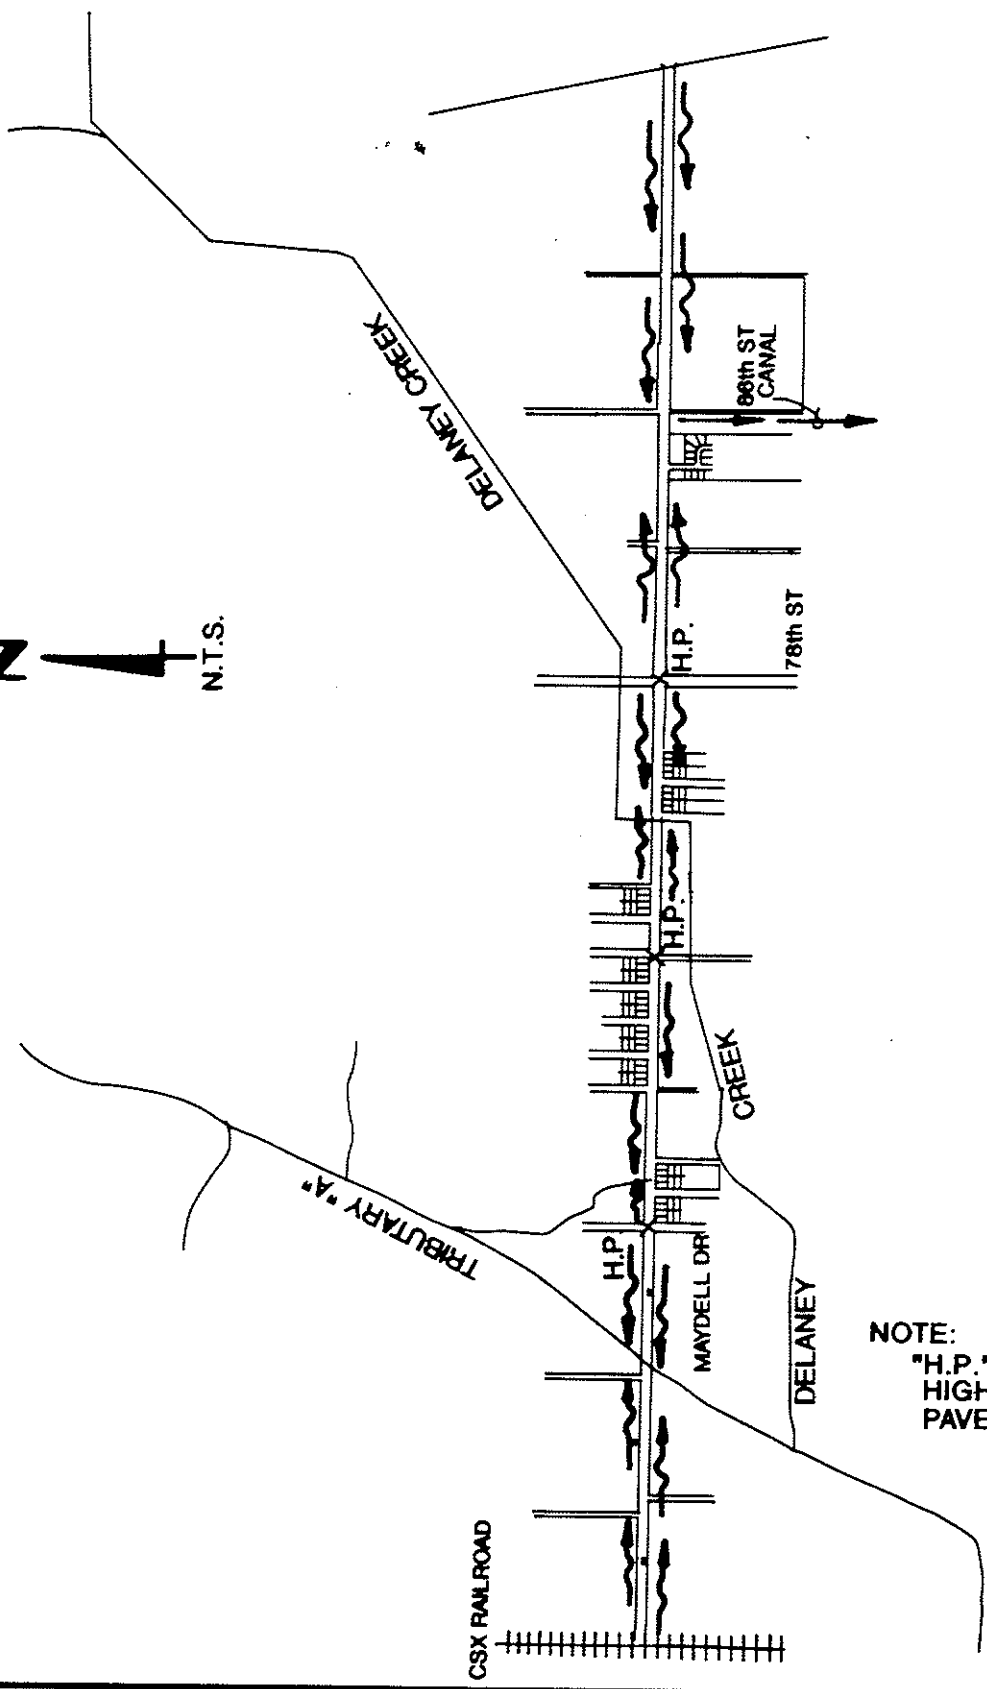 N
N.T.S.
DELANEY CREEK
86th ST
CANAL
H.P.
78th ST
H.P.
CREEK
TRIBUTARY "A"
H.P.
MAYDELL DR
DELANEY
CSX RAILROAD
NOTE:
"H.P."
HIGH
PAVE